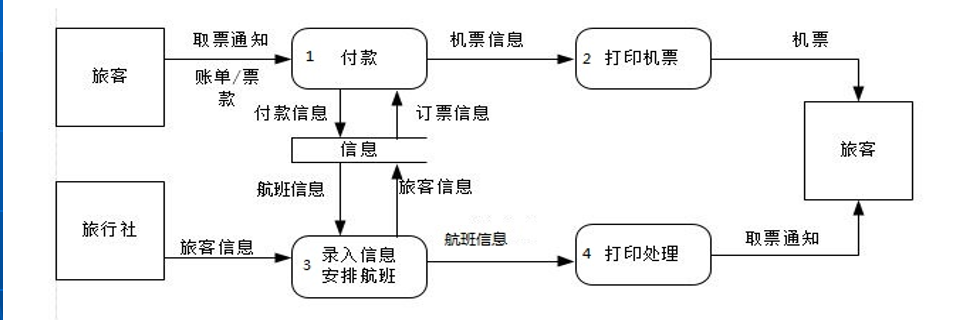 取票通知
机票信息
机票
旅客
1 付款
2 打印机票
账单/票
款
付款信息
订票信息
信息
旅客
航班信息
旅客信息
旅行社
旅客信息
3 录入信息
安排航班
航班信息
4 打印处理
取票通知